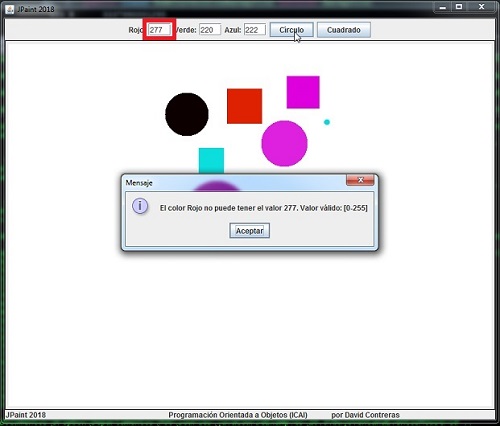 JPaint 2018
Rojo: 277 Verde: 220 Azul: 222 Círculo Cuadrado
Mensaje
El color Rojo no puede tener el valor 277. Valor válido: [0-255]
Aceptar
JPaint 2018 Programación Orientada a Objetos (ICAI) por David Contreras